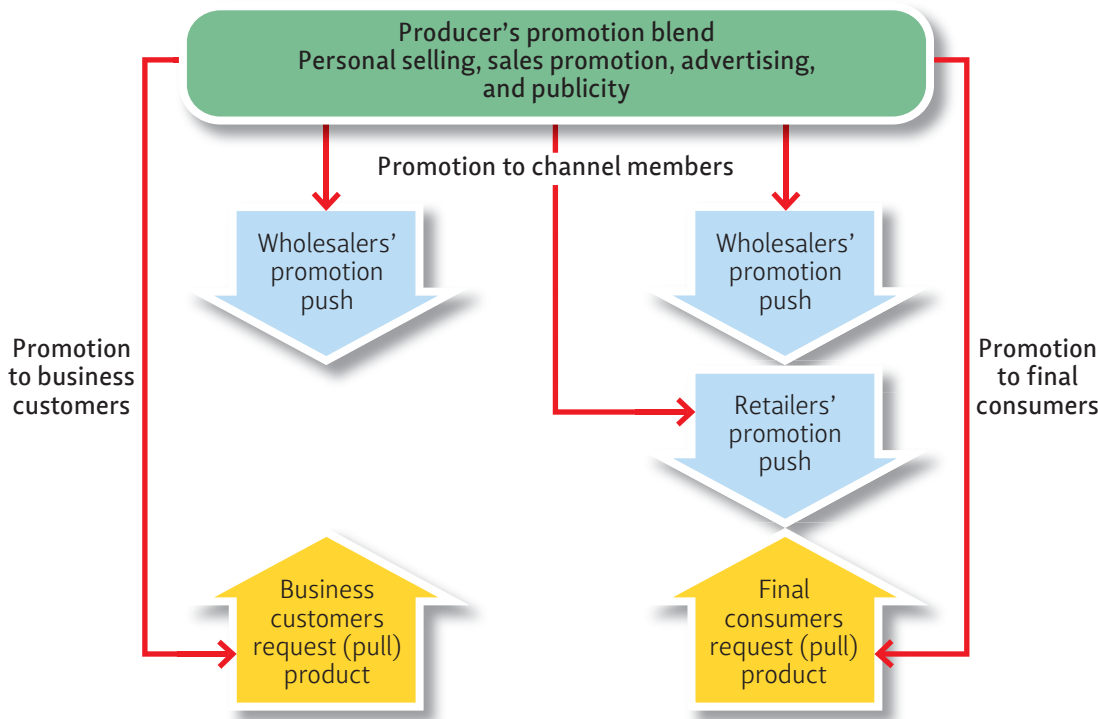 Producer's promotion blend
Personal selling, sales promotion, advertising,
and publicity
Promotion to channel members
Wholesalers'
promotion
push
Wholesalers'
promotion
push
Promotion
to business
customers
Retailers'
promotion
push
Promotion
to final
consumers
Business
customers
request (pull)
product
Final
consumers
request (pull)
product